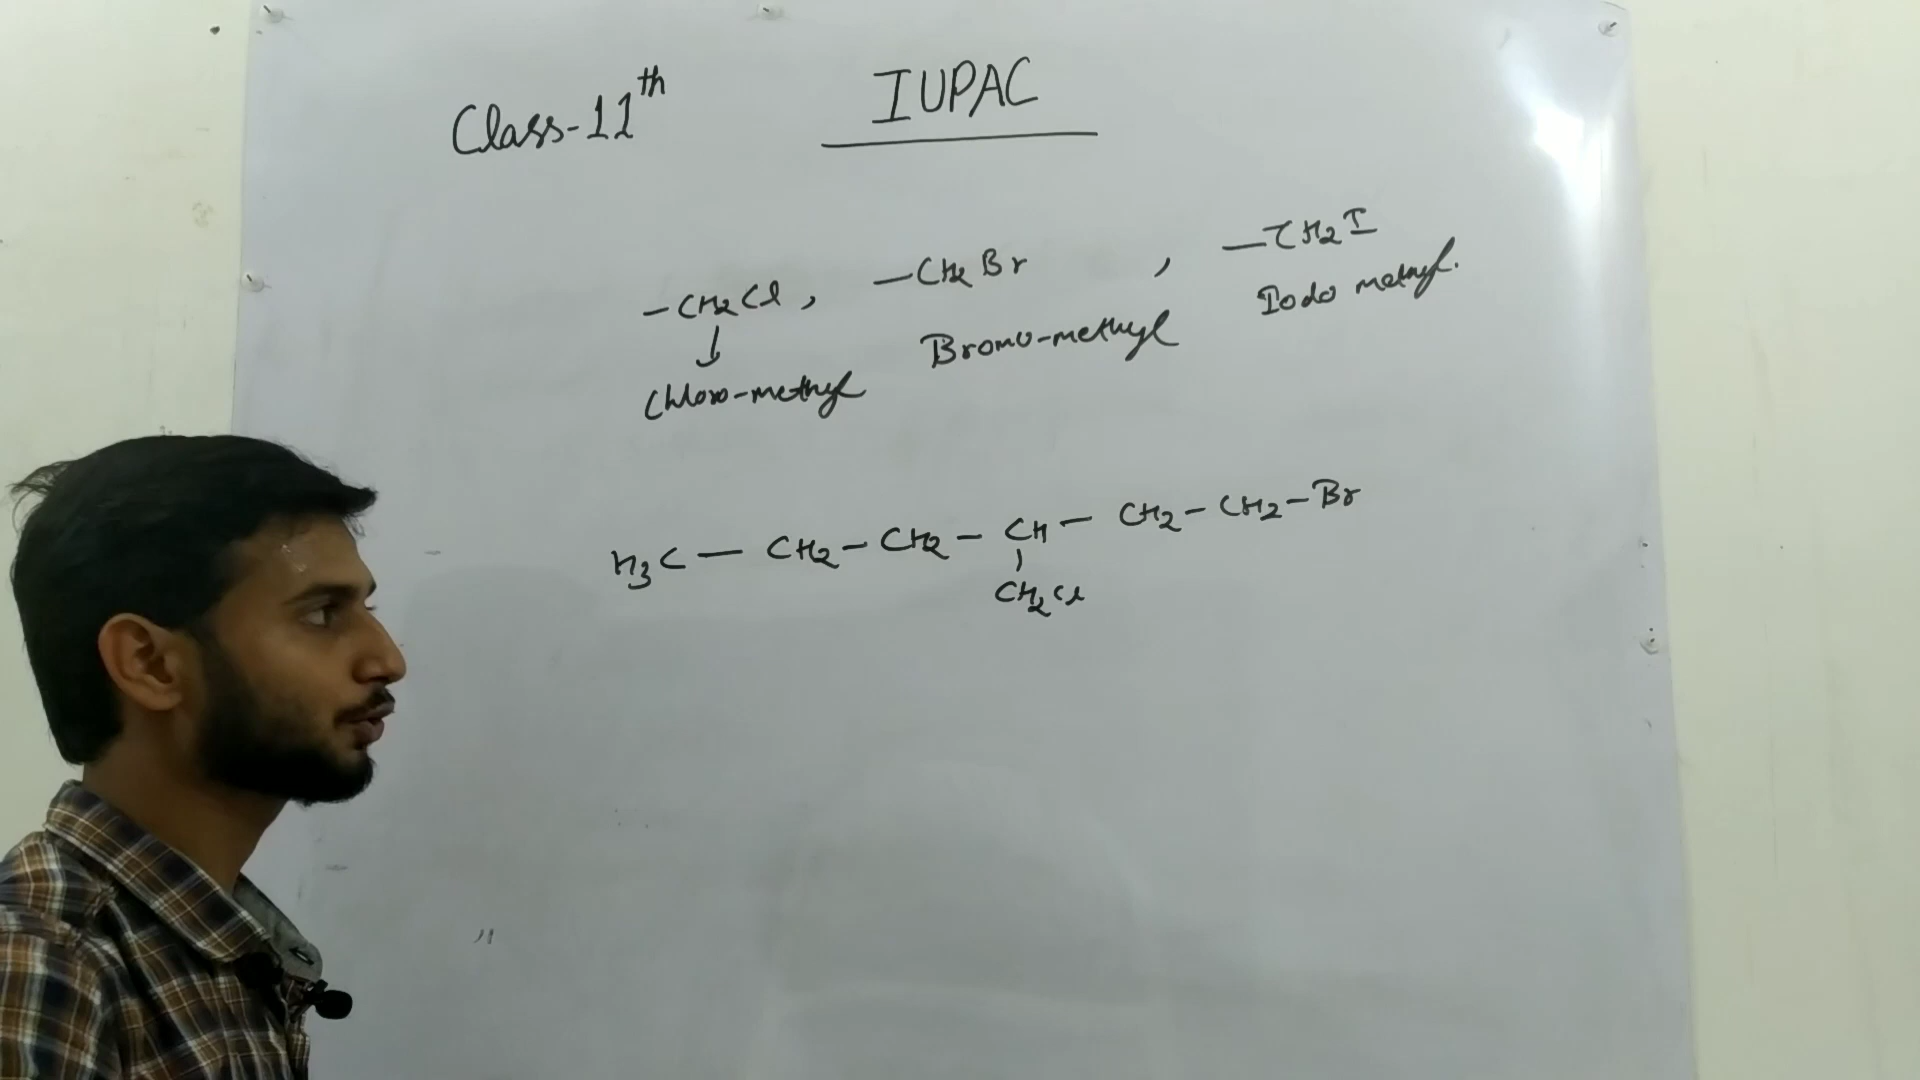 Class-11th IUPAC
-CH2Cl, -CH2Br, -CH2I
↓
Chloro-methyl Bromo-methyl Iodo methyl.
H3C - CH2 - CH2 - CH - CH2 - CH2 - Br
|
CH2Cl